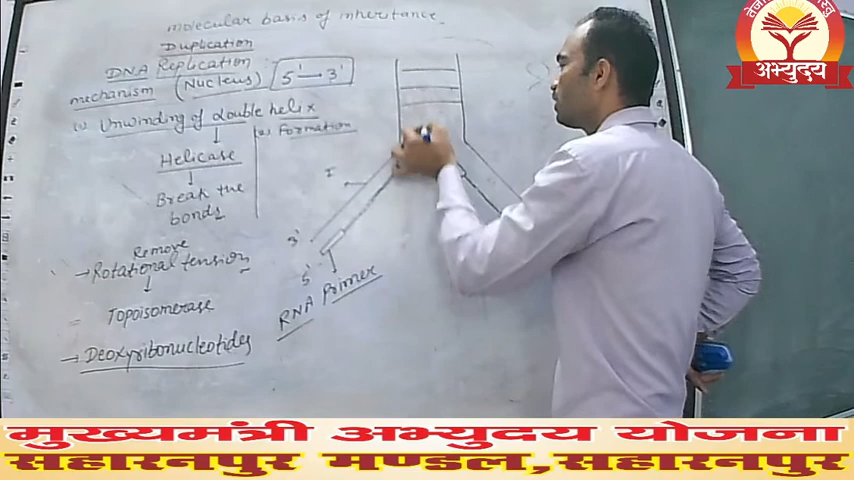 molecular basis of inheritance.
Duplication
DNA Replication
mechanism (Nucleus) 5' → 3'
(i) Unwinding of double helix
(ii) Formation
Helicase
Break the bonds
Remove
→ Rotational tension
Topoisomerase
→ Deoxyribonucleotides
I
3'
5'
RNA Primer
अभ्युदय
मुख्यमंत्री अभ्युदय योजना
सहारनपुर मण्डल, सहारनपुर